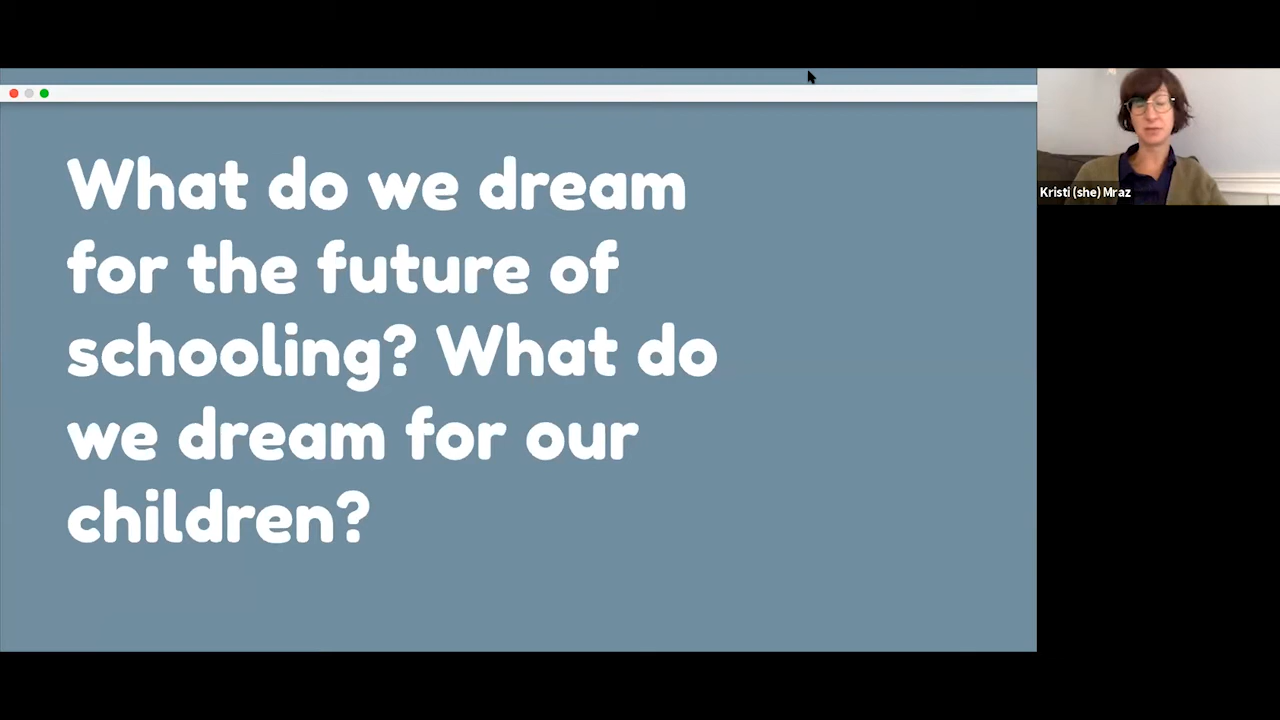 What do we dream
for the future of
schooling? What do
we dream for our
children?
Kristi (she) Mraz